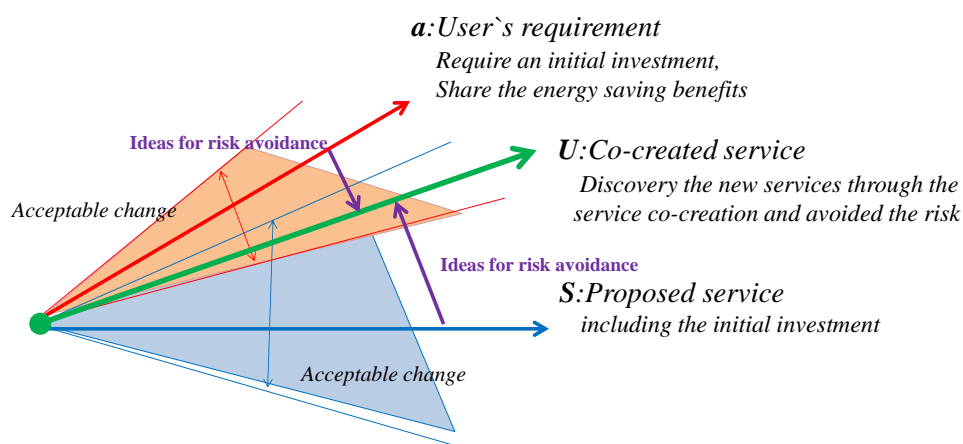 a:User`s requirement
Require an initial investment,
Share the energy saving benefits
Ideas for risk avoidance
U:Co-created service
Discovery the new services through the
service co-creation and avoided the risk
Acceptable change
Ideas for risk avoidance
S:Proposed service
including the initial investment
Acceptable change